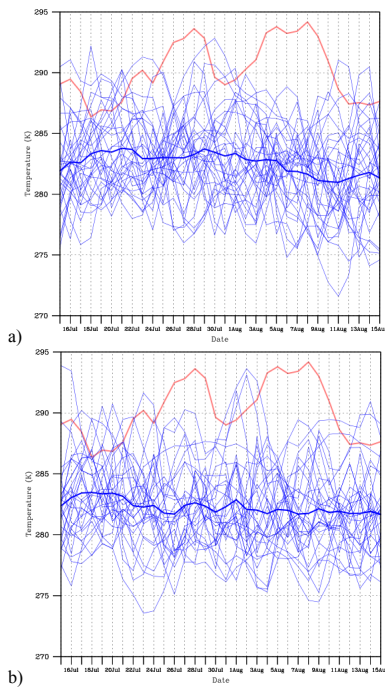 295
290
285
280
275
270
Temperature (K)
16Jul 18Jul 20Jul 22Jul 24Jul 26Jul 28Jul 30Jul 1Aug 3Aug 5Aug 7Aug 9Aug 11Aug 13Aug 15Au
Date
a)
295
290
285
280
275
270
Temperature (K)
16Jul 18Jul 20Jul 22Jul 24Jul 26Jul 28Jul 30Jul 1Aug 3Aug 5Aug 7Aug 9Aug 11Aug 13Aug 15Au
Date
b)